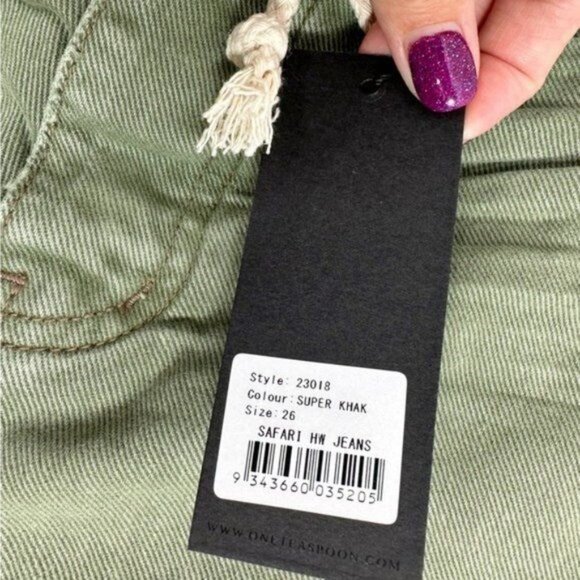 Style: 23018
Colour: SUPER KHAK
Size: 26
SAFARI HW JEANS
9 343660 035205
WWW.ONETEASPOON.COM